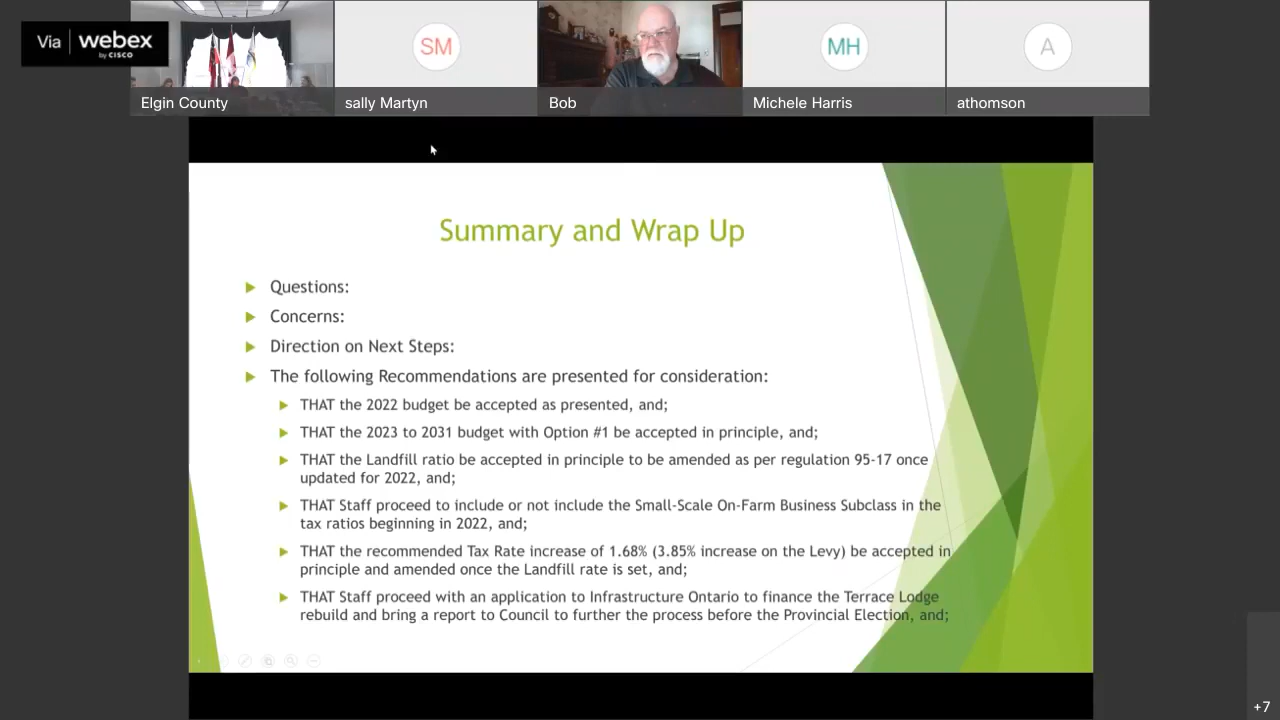 Via webex
by CISCO
SM
MH
A
Elgin County
sally Martyn
Bob
Michele Harris
athomson
Summary and Wrap Up
Questions:
Concerns:
Direction on Next Steps:
The following Recommendations are presented for consideration:
THAT the 2022 budget be accepted as presented, and;
THAT the 2023 to 2031 budget with Option #1 be accepted in principle, and;
THAT the Landfill ratio be accepted in principle to be amended as per regulation 95-17 once
updated for 2022, and;
THAT Staff proceed to include or not include the Small-Scale On-Farm Business Subclass in the
tax ratios beginning in 2022, and;
THAT the recommended Tax Rate increase of 1.68% (3.85% increase on the Levy) be accepted in
principle and amended once the Landfill rate is set, and;
THAT Staff proceed with an application to Infrastructure Ontario to finance the Terrace Lodge
rebuild and bring a report to Council to further the process before the Provincial Election, and;
+7